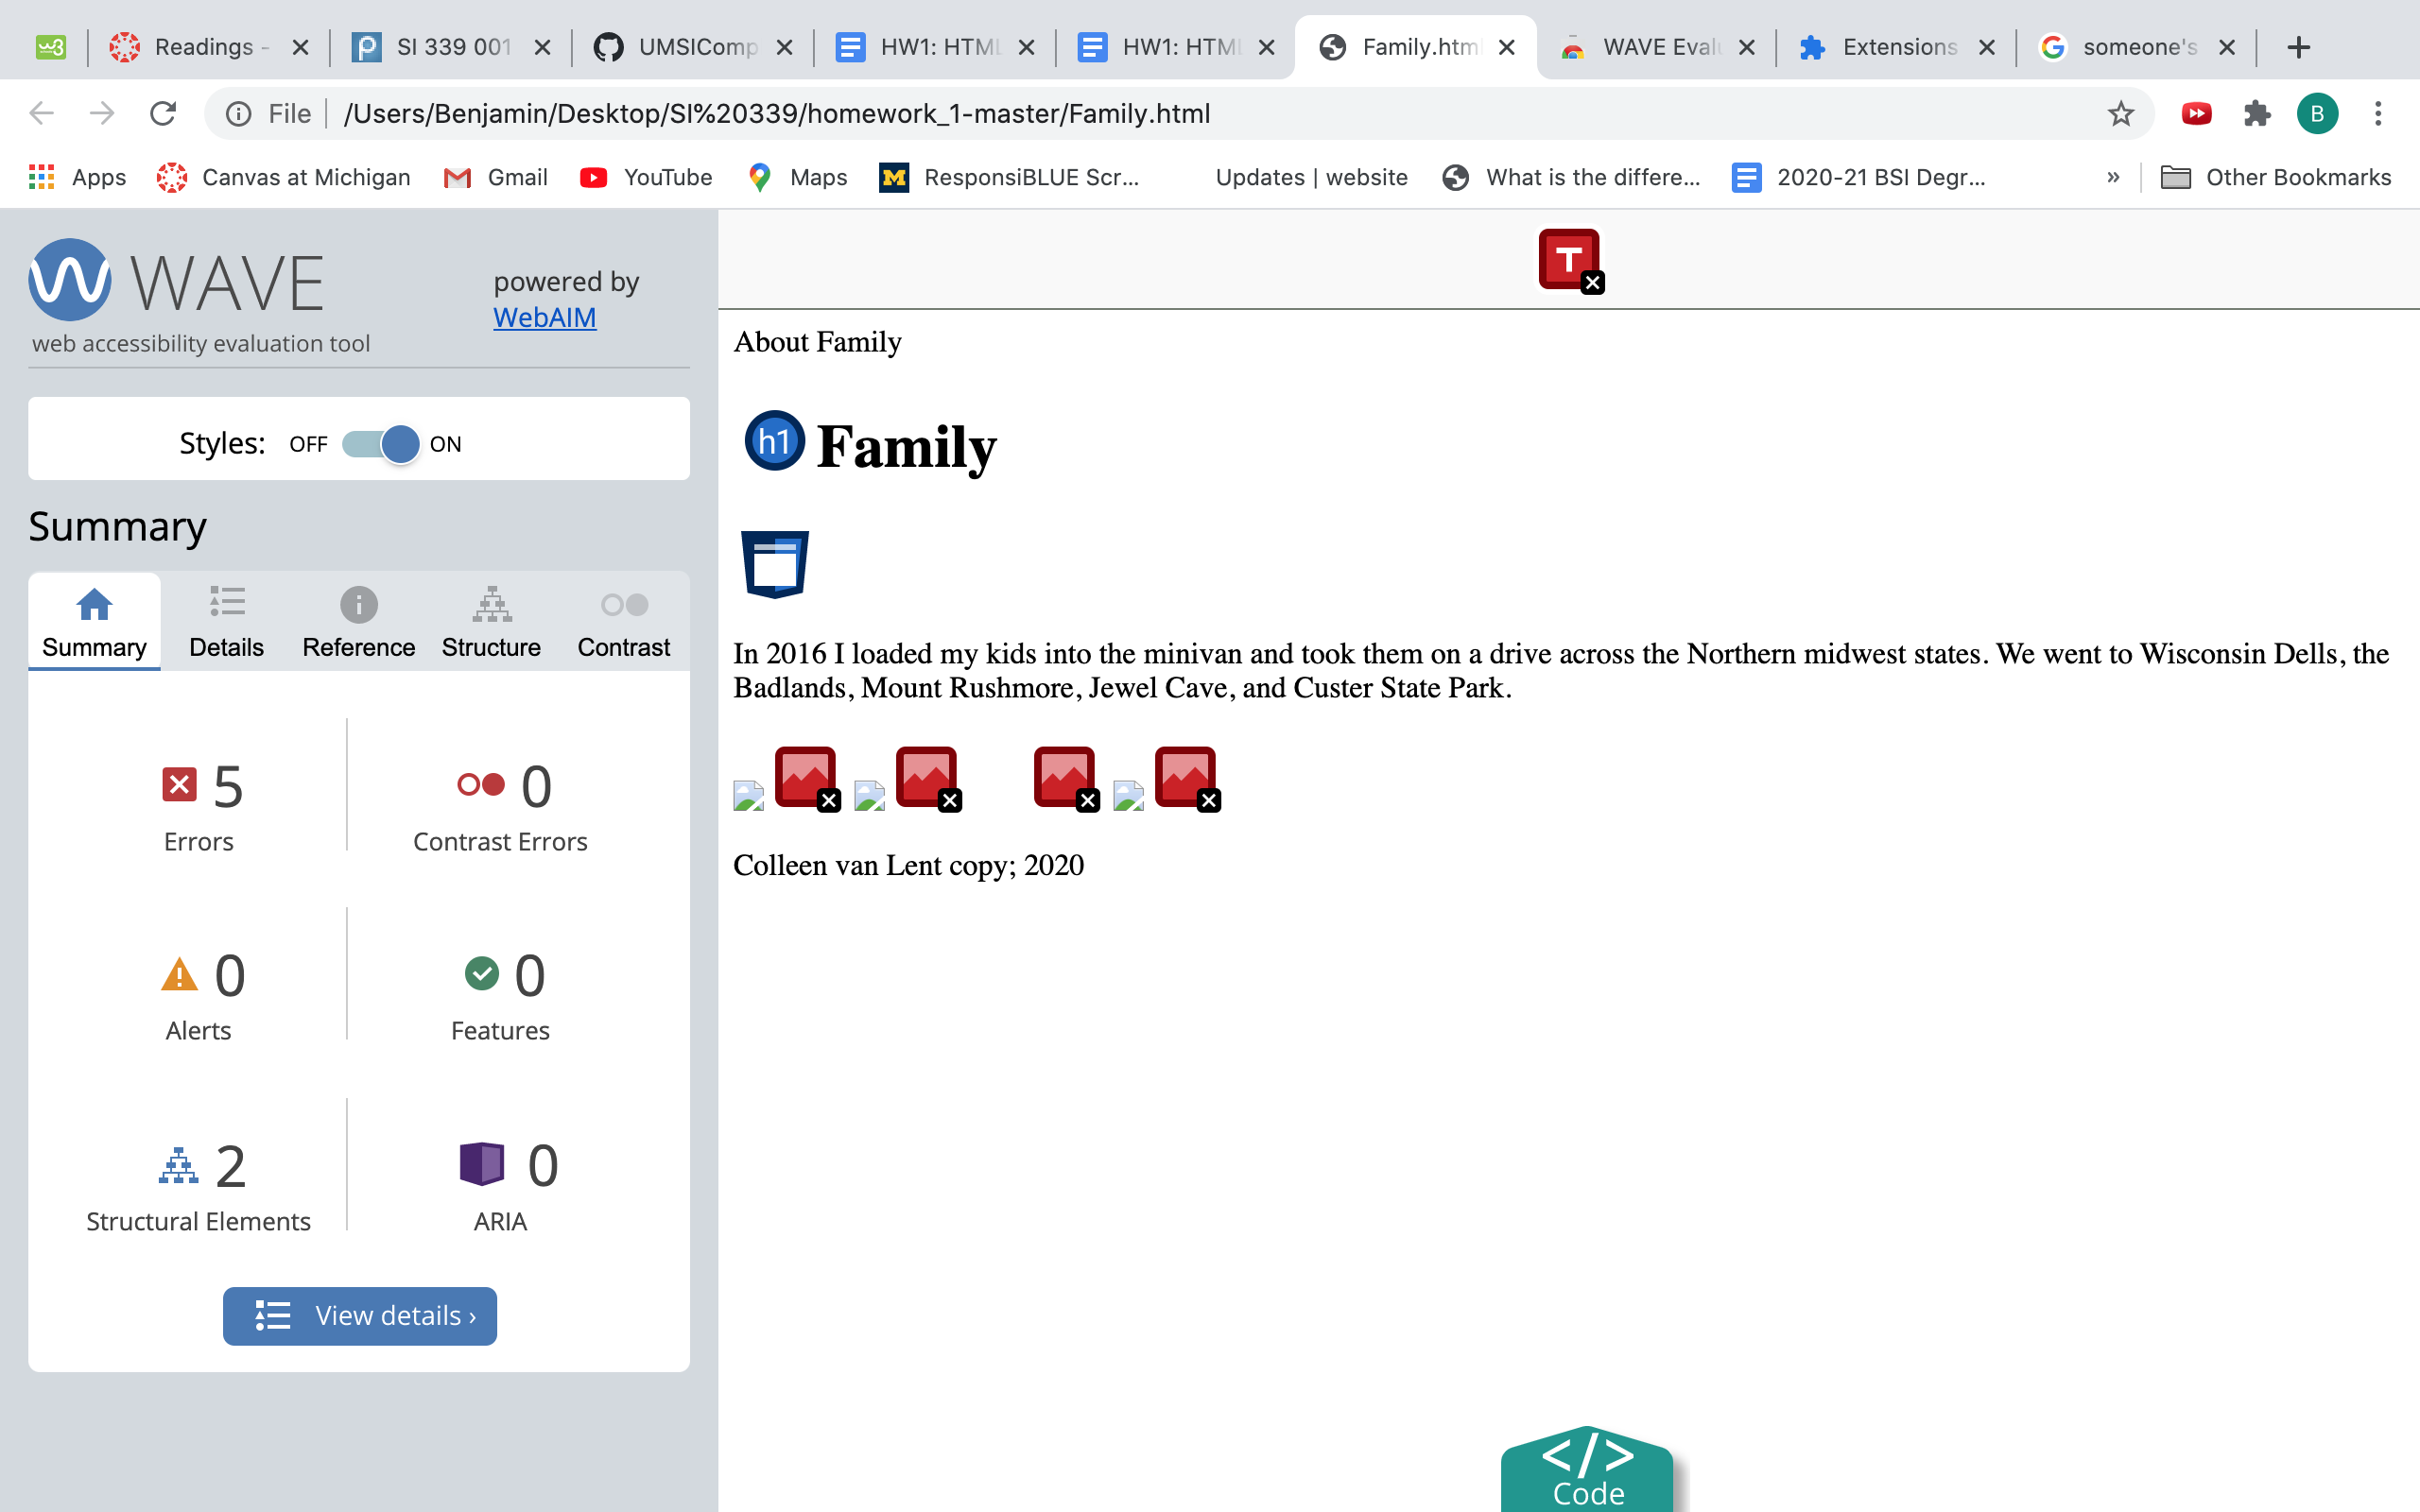 w3
Readings -
SI 339 001
UMSIComp
HW1: HTML
HW1: HTML
Family.html
WAVE Evalu
Extensions
someone's
File
/Users/Benjamin/Desktop/SI%20339/homework_1-master/Family.html
B
Apps
Canvas at Michigan
Gmail
YouTube
Maps
M
ResponsiBLUE Scr...
Updates | website
What is the differe...
2020-21 BSI Degr...
»
Other Bookmarks
WAVE
powered by
WebAIM
web accessibility evaluation tool
Styles: OFF ON
Summary
Summary
Details
Reference
Structure
Contrast
5
Errors
0
Contrast Errors
0
Alerts
0
Features
2
Structural Elements
0
ARIA
View details ›
T
About Family
h1 Family
In 2016 I loaded my kids into the minivan and took them on a drive across the Northern midwest states. We went to Wisconsin Dells, the
Badlands, Mount Rushmore, Jewel Cave, and Custer State Park.
Colleen van Lent copy; 2020
</>
Code